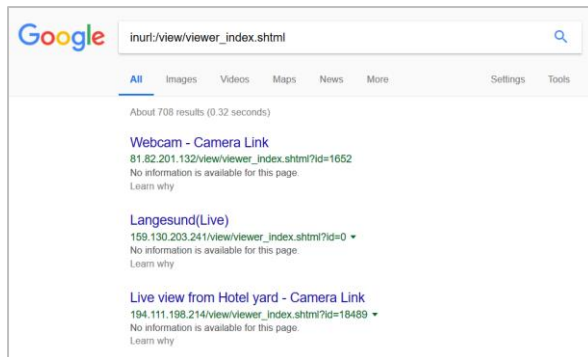 Google
inurl:/view/viewer_index.shtml
All Images Videos Maps News More Settings Tools
About 708 results (0.32 seconds)
Webcam - Camera Link
81.82.201.132/view/viewer_index.shtml?id=1652
No information is available for this page.
Learn why
Langesund(Live)
159.130.203.241/view/viewer_index.shtml?id=0
No information is available for this page.
Learn why
Live view from Hotel yard - Camera Link
194.111.198.214/view/viewer_index.shtml?id=18489
No information is available for this page.
Learn why